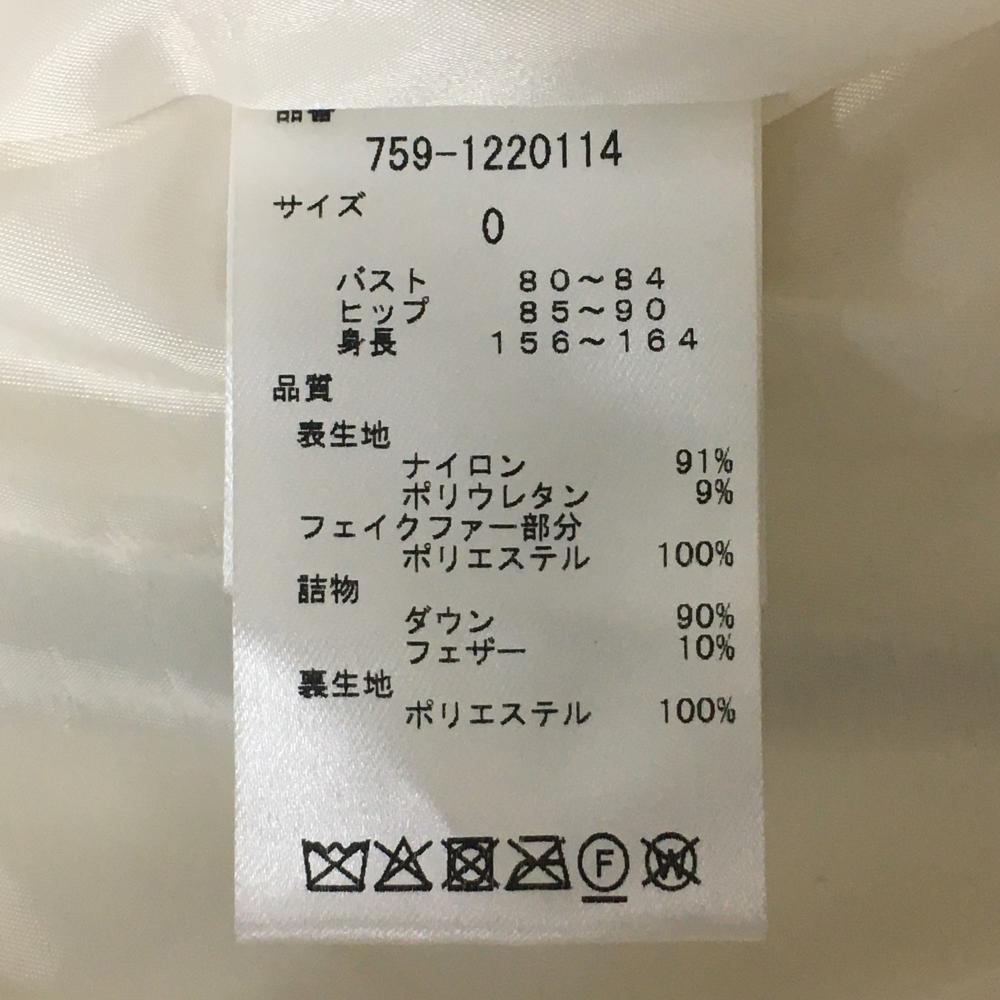 品番
759-1220114
サイズ
0
バスト 80～84
ヒップ 85～90
身長 156～164
品質
表生地
ナイロン 91%
ポリウレタン 9%
フェイクファー部分
ポリエステル 100%
詰物
ダウン 90%
フェザー 10%
裏生地
ポリエステル 100%
F W